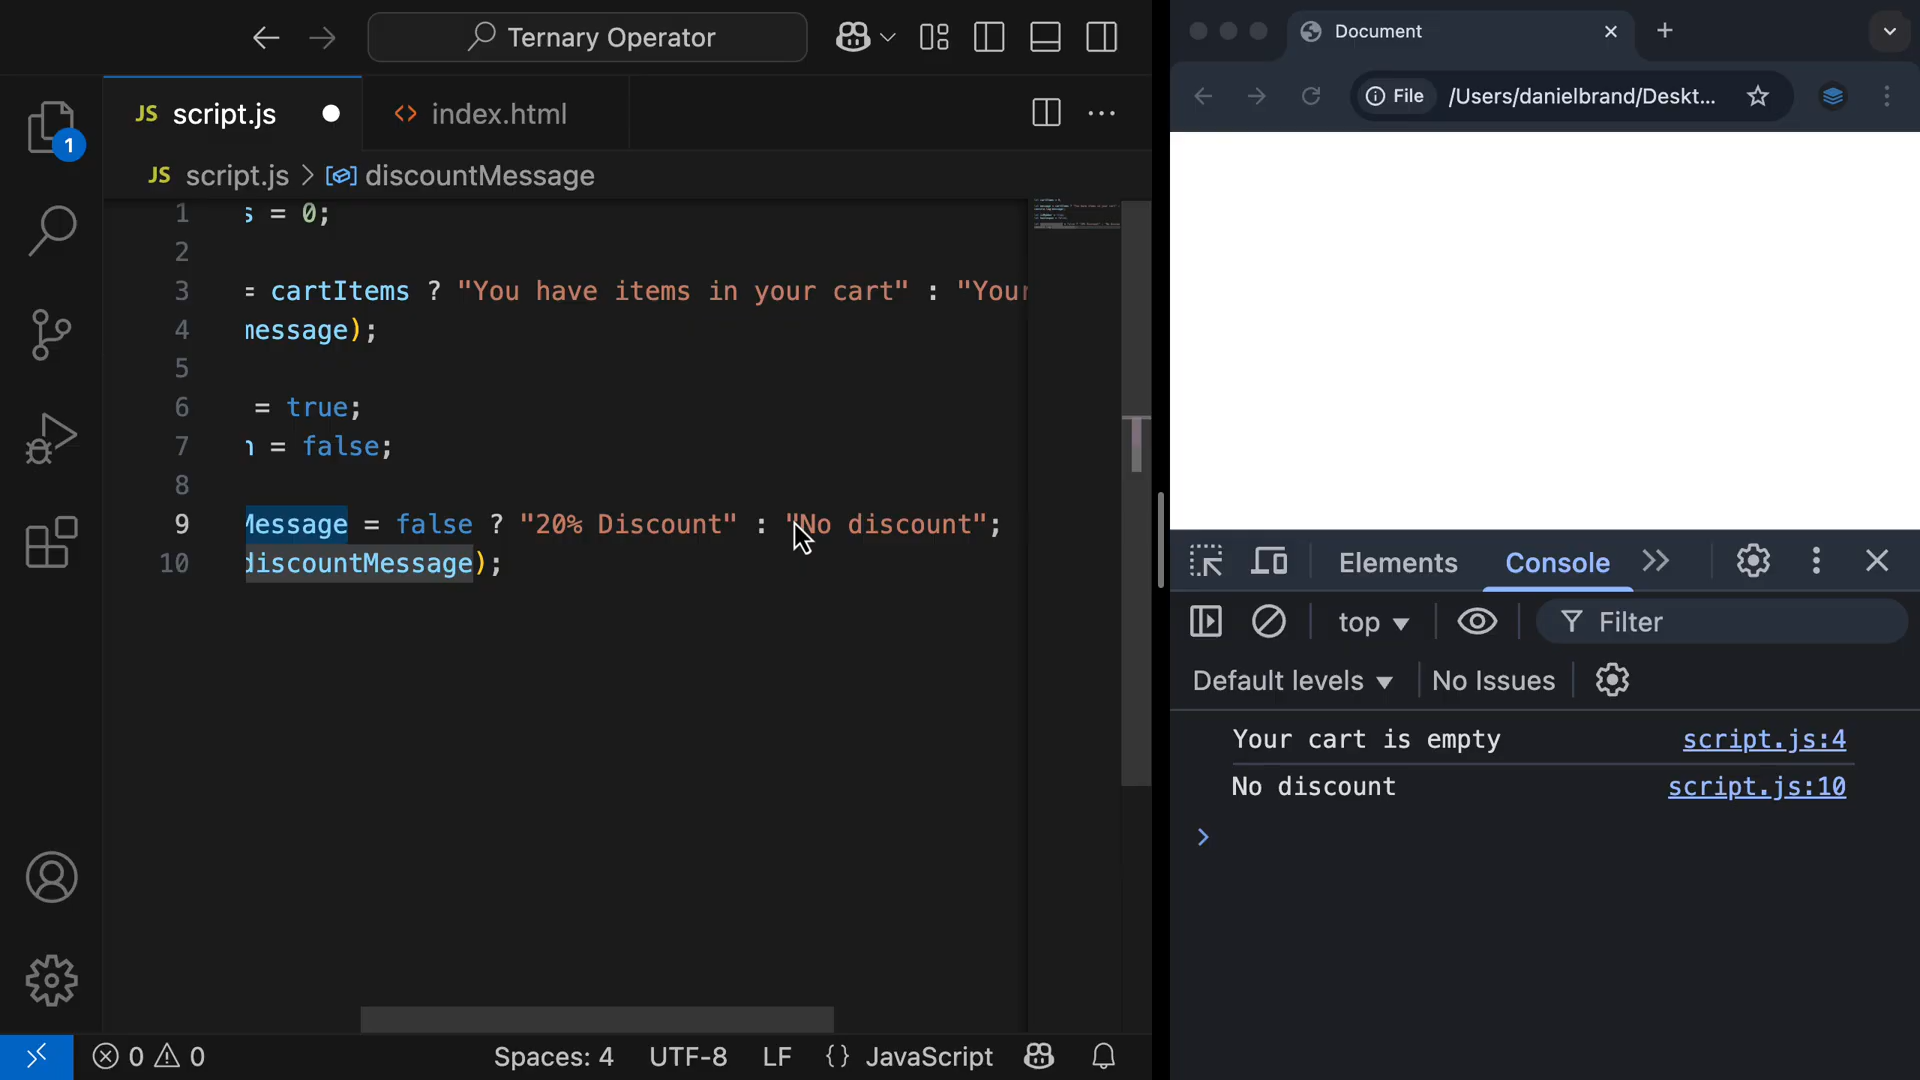 Ternary Operator
JS script.js
index.html
1
JS script.js > discountMessage
1 s = 0;
2
3 = cartItems ? "You have items in your cart" : "Your
4 message);
5
6 = true;
7 n = false;
8
9 Message = false ? "20% Discount" : "No discount";
10 discountMessage);
0 0
Spaces: 4 UTF-8 LF {} JavaScript
Document
File /Users/danielbrand/Deskt...
Elements Console
top Filter
Default levels No Issues
Your cart is empty script.js:4
No discount script.js:10